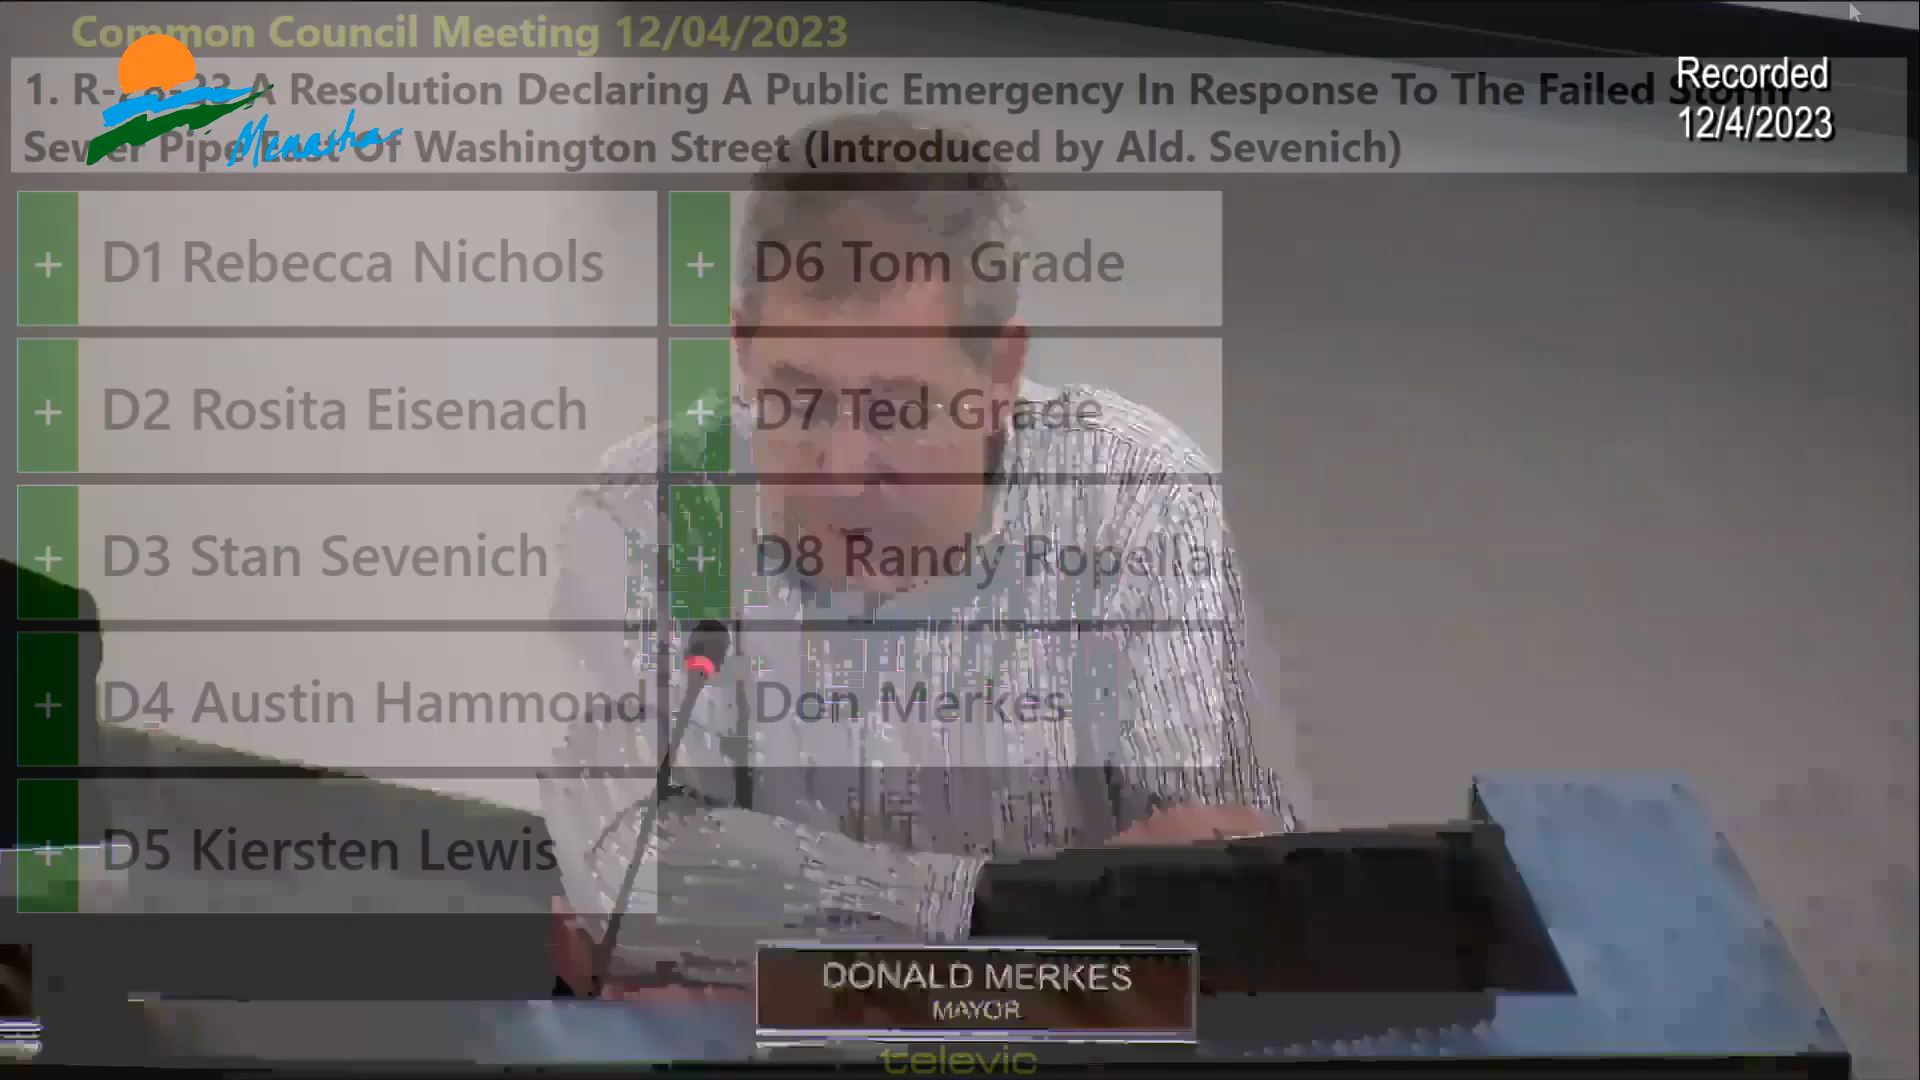 Common Council Meeting 12/04/2023
Recorded
12/4/2023
1. R-28-23 A Resolution Declaring A Public Emergency In Response To The Failed Storm
Sewer Pipe East Of Washington Street (Introduced by Ald. Sevenich)
Menasha
+ D1 Rebecca Nichols
+ D6 Tom Grade
+ D2 Rosita Eisenach
+ D7 Ted Grade
+ D3 Stan Sevenich
+ D8 Randy Ropella
+ D4 Austin Hammond
Don Merkes
+ D5 Kiersten Lewis
DONALD MERKES
MAYOR
televic